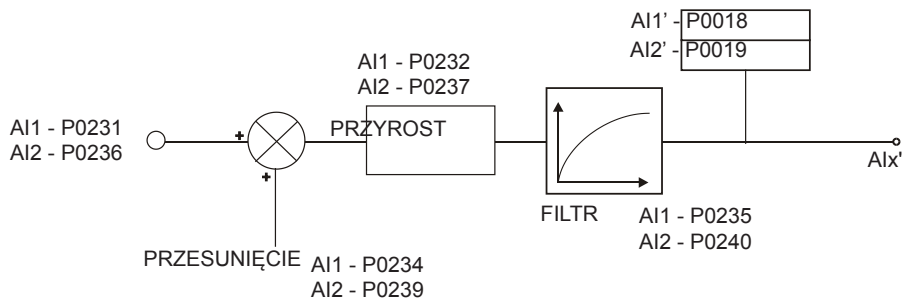 AI1' - P0018
AI2' - P0019
AI1 - P0232
AI2 - P0237
AI1 - P0231
AI2 - P0236
+
PRZYROST
AIx'
+
FILTR
AI1 - P0235
AI2 - P0240
PRZESUNIĘCIE
AI1 - P0234
AI2 - P0239